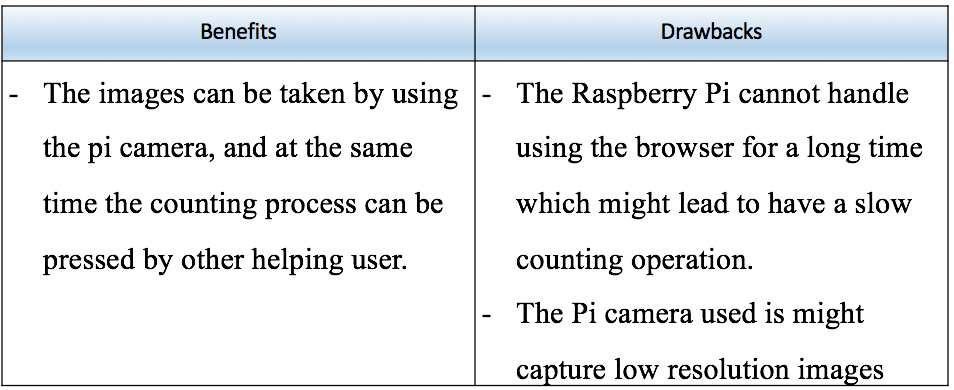 Benefits
Drawbacks
- The images can be taken by using
the pi camera, and at the same
time the counting process can be
pressed by other helping user.
- The Raspberry Pi cannot handle
using the browser for a long time
which might lead to have a slow
counting operation.
- The Pi camera used is might
capture low resolution images